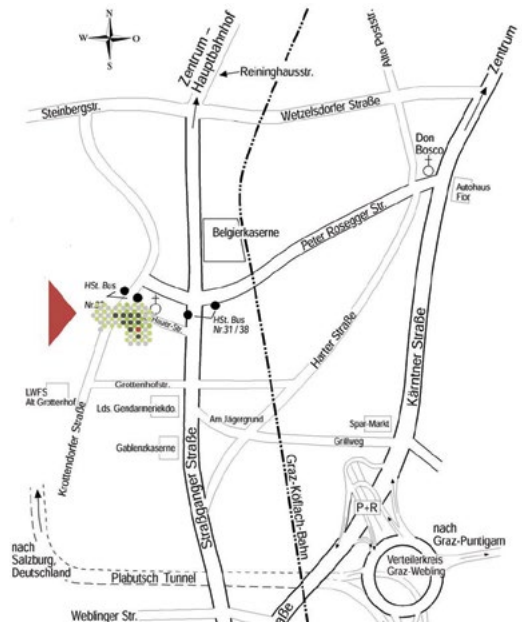 N
W O
S
Zentrum -
Hauptbahnhof
Reininghausstr.
Alte Poststr.
Zentrum
Steinbergstr.
Wetzelsdorfer Straße
Don
Bosco
Autohaus
Fior
Peter Rosegger Str.
Belgierkaserne
HSt. Bus
HSt. Bus
Nr.31 / 38
Harter Straße
Kärntner Straße
Grottenhofstr.
LWFS
Alt Grottenhof
Lds. Gendarmeriekdo.
Am Jägergrund
Spar-Markt
Grillweg
Gablenzkaserne
Krottendorfer Straße
Straßganger Straße
Graz-Köflach-Bahn
P+R
nach
Graz-Puntigam
nach
Salzburg,
Deutschland
Plabutsch Tunnel
Verteilerkreis
Graz-Webling
Weblinger Str.